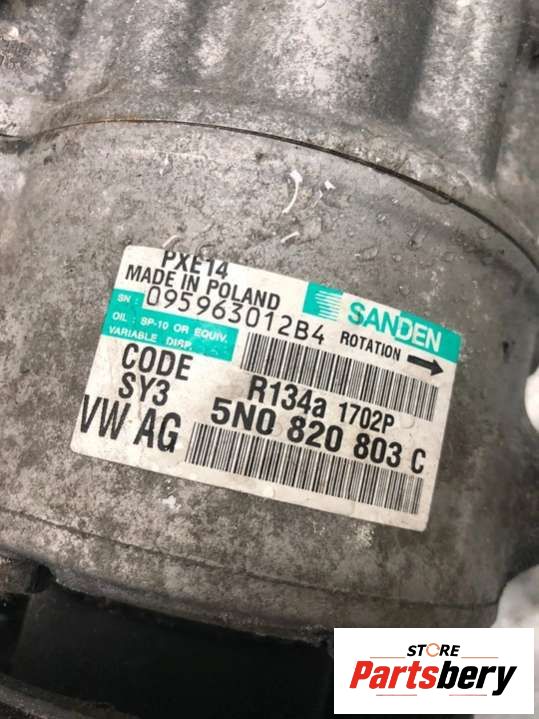 PXE14
MADE IN POLAND
SANDEN
SN: 095963012B4
ROTATION
OIL: SP-10 OR EQUIV.
VARIABLE DISP.
CODE
SY3
R134a 1702P
VW AG
5N0 820 803 C
STORE
Partsbery